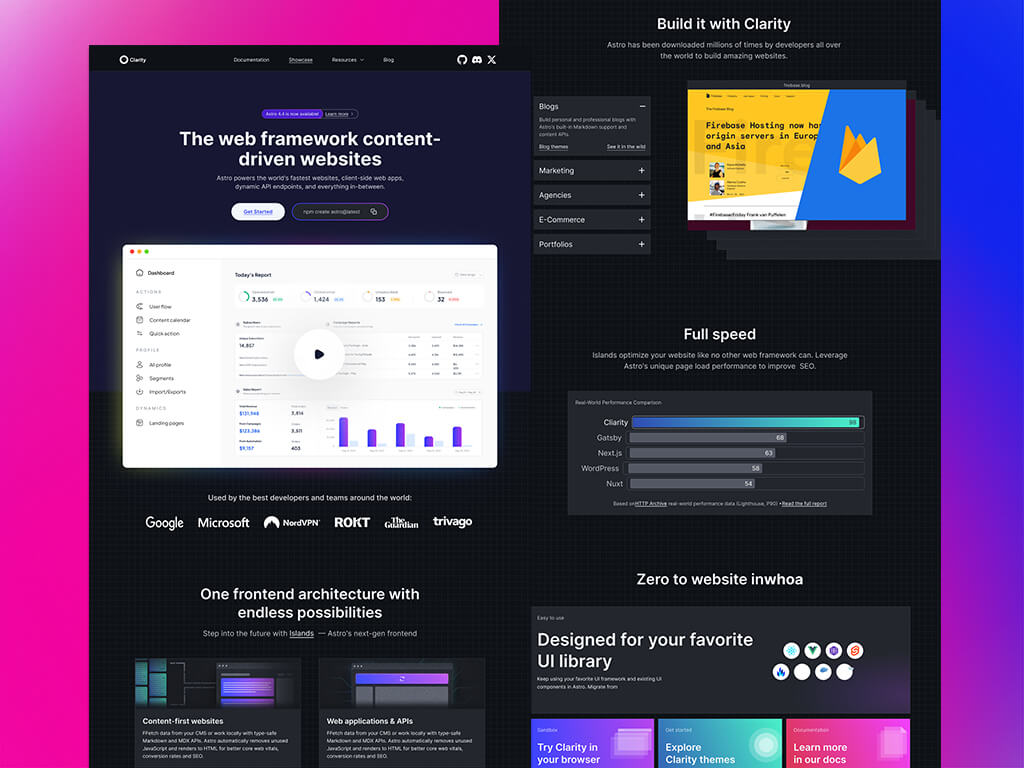 Clarity
Documentation
Showcase
Resources
Blog
Astro 4.4 is now available!
Learn more
The web framework content-
driven websites
Astro powers the world's fastest websites, client-side web apps,
dynamic API endpoints, and everything in-between.
Get Started
npm create astro@latest
Dashboard
ACTIONS
User flow
Content calendar
Quick action
PROFILE
All profile
Segments
Import/Exports
DYNAMICS
Landing pages
Today's Report
3,536
1,424
153
32
14,857
$131,948
3,814
$123,386
3,511
$9,157
403
Used by the best developers and teams around the world:
Google
Microsoft
NordVPN
ROKT
The
Guardian
trivago
One frontend architecture with
endless possibilities
Step into the future with Islands — Astro's next-gen frontend
Content-first websites
FFetch data from your CMS or work locally with type-safe
Markdown and MDX APIs. Astro automatically removes unused
JavaScript and renders to HTML for better core web vitals,
conversion rates and SEO.
Web applications & APIs
FFetch data from your CMS or work locally with type-safe
Markdown and MDX APIs. Astro automatically removes unused
JavaScript and renders to HTML for better core web vitals,
conversion rates and SEO.
Build it with Clarity
Astro has been downloaded millions of times by developers all over
the world to build amazing websites.
Blogs
Build personal and professional blogs with
Astro's built-in Markdown support and
content APIs.
Blog themes
See it in the wild
Marketing
Agencies
E-Commerce
Portfolios
firebase.blog
Firebase
The Firebase Blog
Firebase Hosting now has
origin servers in Europ
and Asia
#FirebaseFriday Frank van Puffelen
Full speed
Islands optimize your website like no other web framework can. Leverage
Astro's unique page load performance to improve SEO.
Real-World Performance Comparison
Cliarity
98
Gatsby
68
Next.js
63
WordPress
58
Nuxt
54
Based on HTTP Archive real-world performance data (Lighthouse, P90) • Read the full report
Zero to website inwhoa
Easy to use
Designed for your favorite
UI library
Keep using your favorite UI framework and existing UI
components in Astro. Migrate from
Sandbox
Try Clarity in
your browser
Get started
Explore
Clarity themes
Documentation
Learn more
in our docs